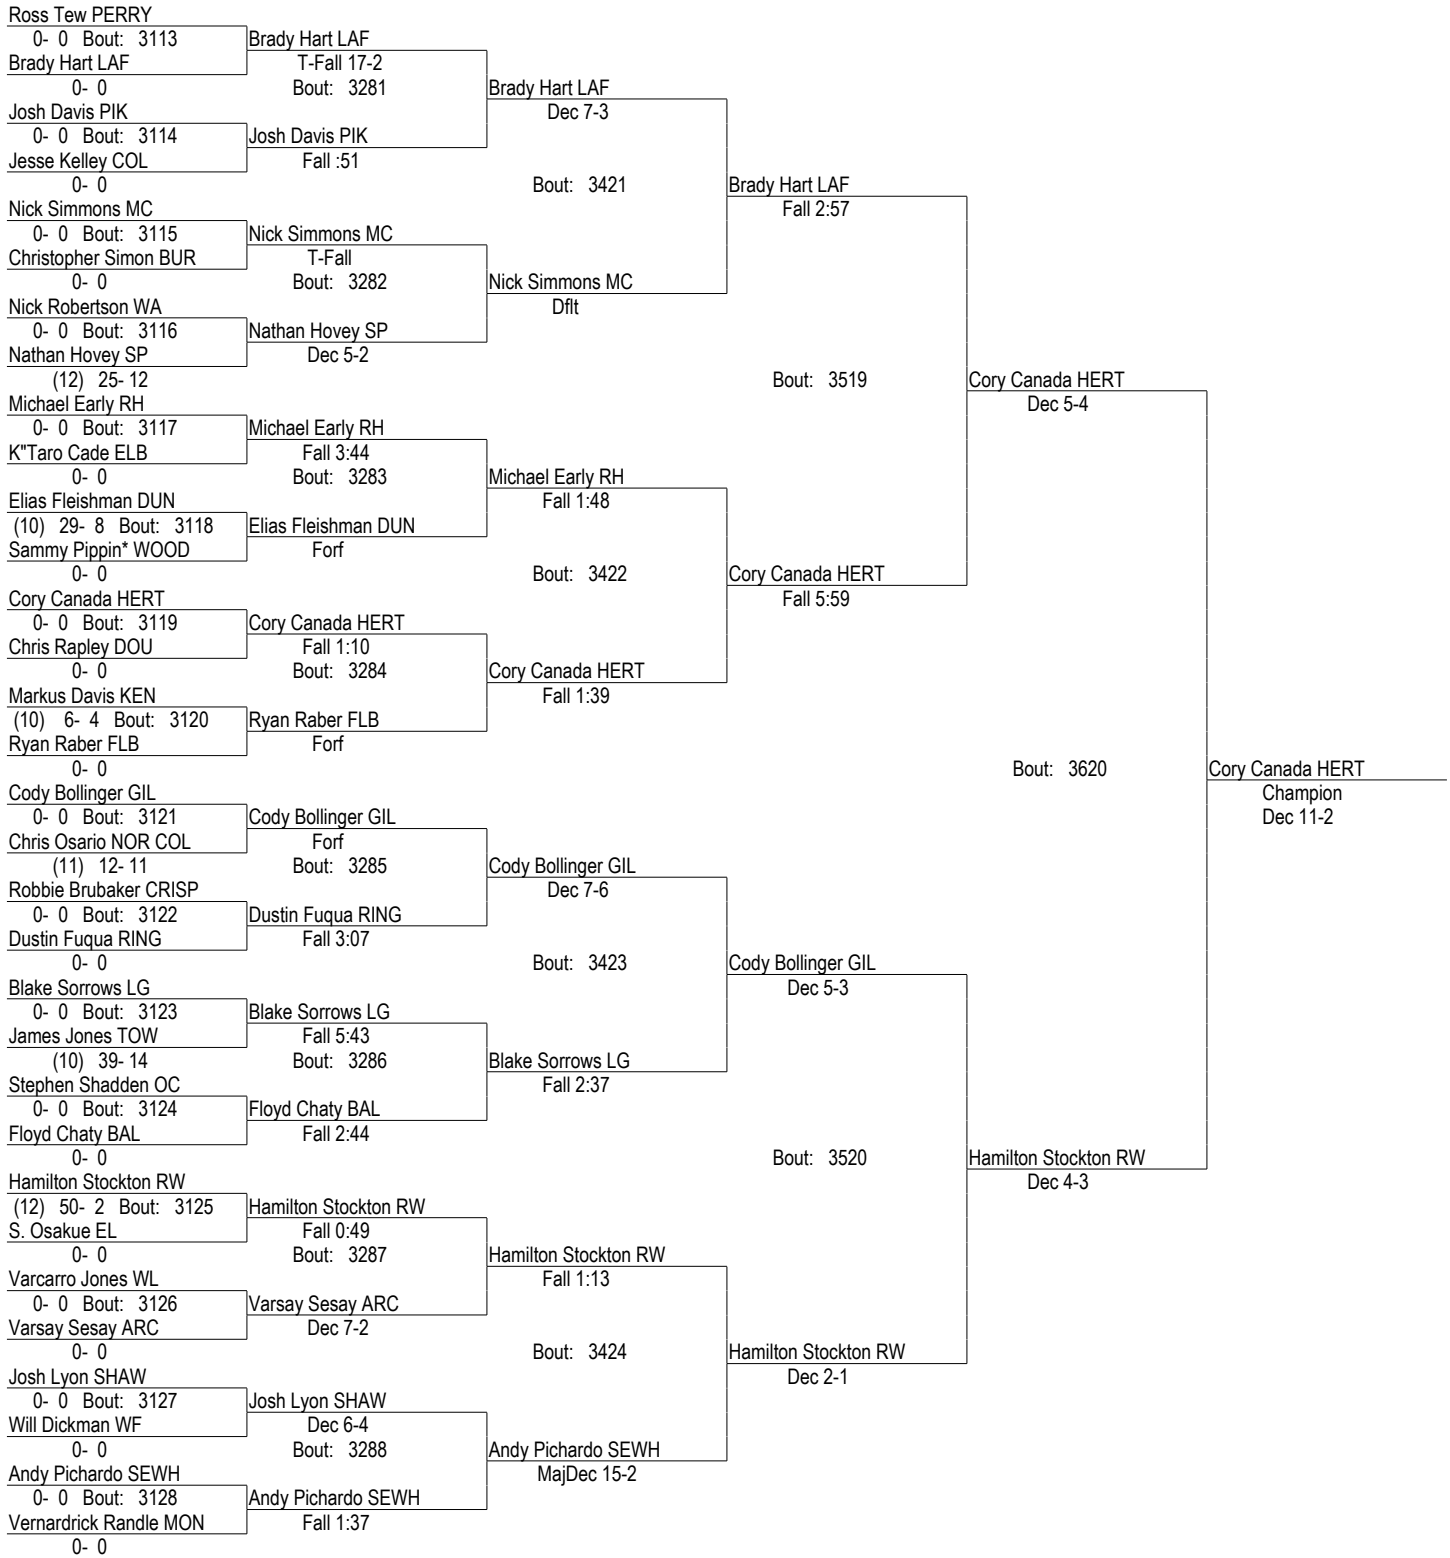 Ross Tew PERRY
0- 0 Bout: 3113 Brady Hart LAF
Brady Hart LAF T-Fall 17-2
0- 0 Bout: 3281 Brady Hart LAF
Josh Davis PIK Dec 7-3
0- 0 Bout: 3114 Josh Davis PIK
Jesse Kelley COL Fall :51
0- 0 Bout: 3421 Brady Hart LAF
Nick Simmons MC Fall 2:57
0- 0 Bout: 3115 Nick Simmons MC
Christopher Simon BUR T-Fall
0- 0 Bout: 3282 Nick Simmons MC
Nick Robertson WA Dflt
0- 0 Bout: 3116 Nathan Hovey SP
Nathan Hovey SP Dec 5-2
(12) 25- 12 Bout: 3519 Cory Canada HERT
Michael Early RH Dec 5-4
0- 0 Bout: 3117 Michael Early RH
K"Taro Cade ELB Fall 3:44
0- 0 Bout: 3283 Michael Early RH
Elias Fleishman DUN Fall 1:48
(10) 29- 8 Bout: 3118 Elias Fleishman DUN
Sammy Pippin* WOOD Forf
0- 0 Bout: 3422 Cory Canada HERT
Cory Canada HERT Fall 5:59
0- 0 Bout: 3119 Cory Canada HERT
Chris Rapley DOU Fall 1:10
0- 0 Bout: 3284 Cory Canada HERT
Markus Davis KEN Fall 1:39
(10) 6- 4 Bout: 3120 Ryan Raber FLB
Ryan Raber FLB Forf
0- 0 Bout: 3620 Cory Canada HERT
Cody Bollinger GIL Champion
0- 0 Bout: 3121 Cody Bollinger GIL Dec 11-2
Chris Osario NOR COL Forf
(11) 12- 11 Bout: 3285 Cody Bollinger GIL
Robbie Brubaker CRISP Dec 7-6
0- 0 Bout: 3122 Dustin Fuqua RING
Dustin Fuqua RING Fall 3:07
0- 0 Bout: 3423 Cody Bollinger GIL
Blake Sorrows LG Dec 5-3
0- 0 Bout: 3123 Blake Sorrows LG
James Jones TOW Fall 5:43
(10) 39- 14 Bout: 3286 Blake Sorrows LG
Stephen Shadden OC Fall 2:37
0- 0 Bout: 3124 Floyd Chaty BAL
Floyd Chaty BAL Fall 2:44
0- 0 Bout: 3520 Hamilton Stockton RW
Hamilton Stockton RW Dec 4-3
(12) 50- 2 Bout: 3125 Hamilton Stockton RW
S. Osakue EL Fall 0:49
0- 0 Bout: 3287 Hamilton Stockton RW
Varcarro Jones WL Fall 1:13
0- 0 Bout: 3126 Varsay Sesay ARC
Varsay Sesay ARC Dec 7-2
0- 0 Bout: 3424 Hamilton Stockton RW
Josh Lyon SHAW Dec 2-1
0- 0 Bout: 3127 Josh Lyon SHAW
Will Dickman WF Dec 6-4
0- 0 Bout: 3288 Andy Pichardo SEWH
Andy Pichardo SEWH MajDec 15-2
0- 0 Bout: 3128 Andy Pichardo SEWH
Vernardrick Randle MON Fall 1:37
0- 0